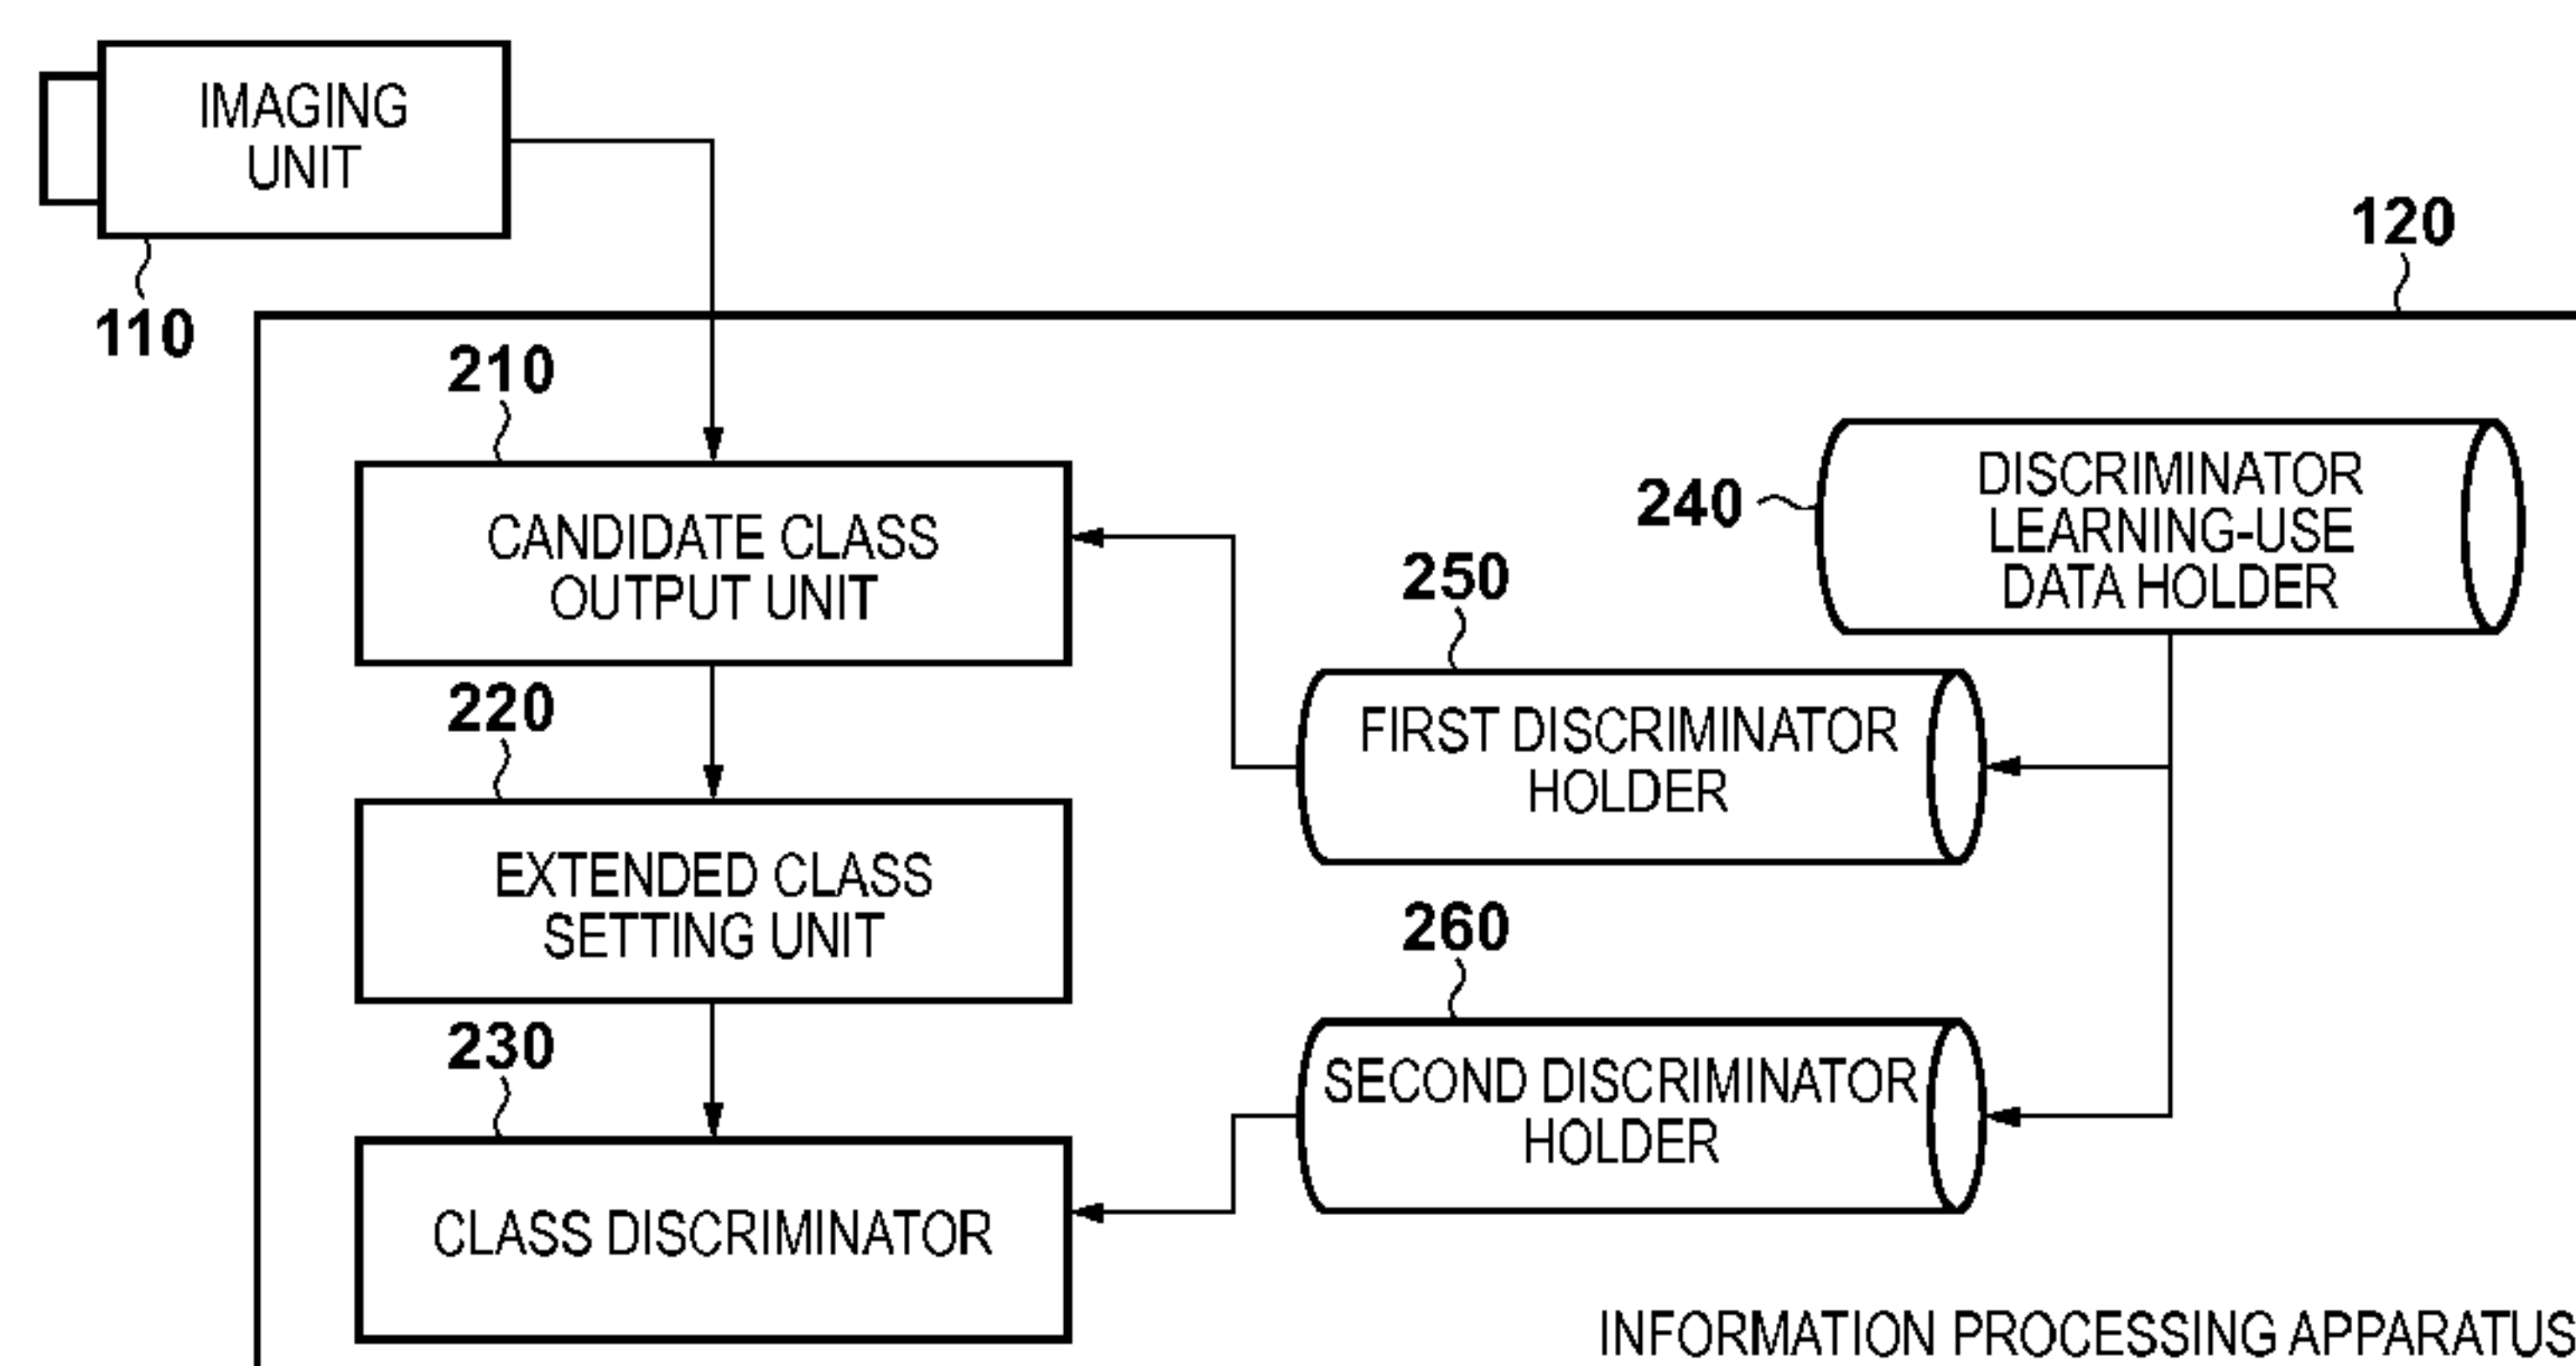 IMAGING
UNIT
110
120
210
CANDIDATE CLASS
OUTPUT UNIT
240
DISCRIMINATOR
LEARNING-USE
DATA HOLDER
250
FIRST DISCRIMINATOR
HOLDER
220
EXTENDED CLASS
SETTING UNIT
260
SECOND DISCRIMINATOR
HOLDER
230
CLASS DISCRIMINATOR
INFORMATION PROCESSING APPARATUS